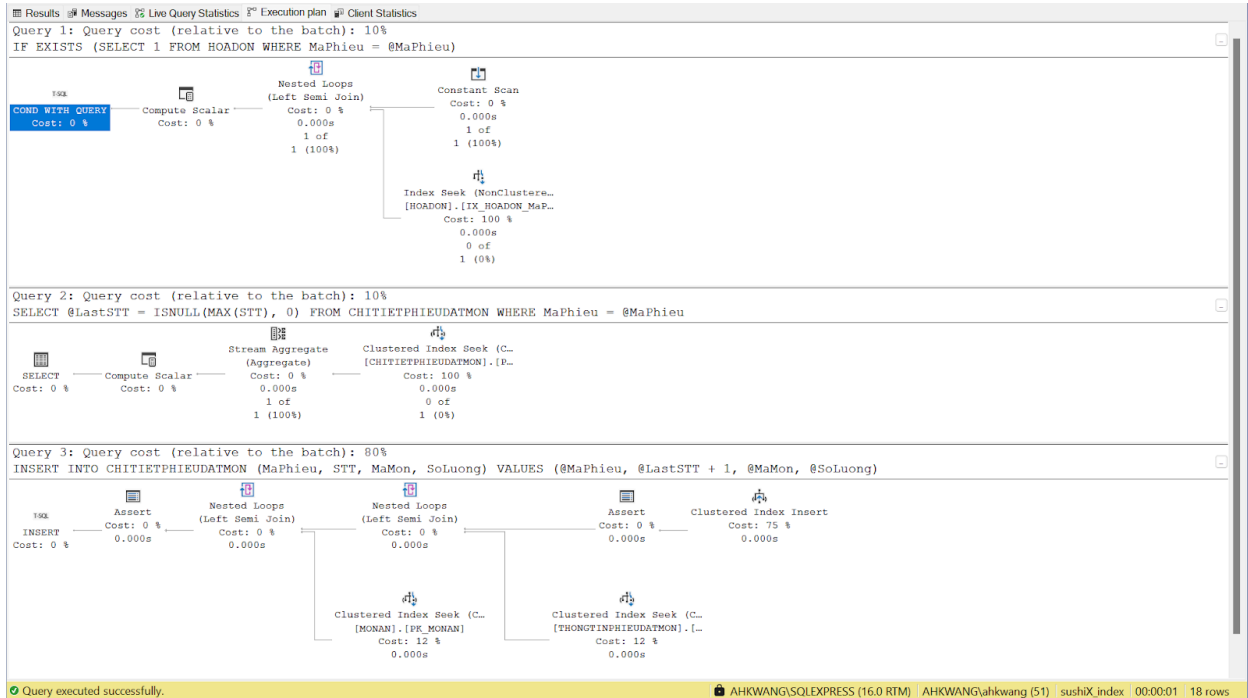 Results Messages Live Query Statistics Execution plan Client Statistics
Query 1: Query cost (relative to the batch): 10%
IF EXISTS (SELECT 1 FROM HOADON WHERE MaPhieu = @MaPhieu)
T-SQL
COND WITH QUERY
Cost: 0 %
Compute Scalar
Cost: 0 %
Nested Loops
(Left Semi Join)
Cost: 0 %
0.000s
1 of
1 (100%)
Constant Scan
Cost: 0 %
0.000s
1 of
1 (100%)
Index Seek (NonClustere…
[HOADON].[IX_HOADON_MaP…
Cost: 100 %
0.000s
0 of
1 (0%)
Query 2: Query cost (relative to the batch): 10%
SELECT @LastSTT = ISNULL(MAX(STT), 0) FROM CHITIETPHIEUDATMON WHERE MaPhieu = @MaPhieu
SELECT
Cost: 0 %
Compute Scalar
Cost: 0 %
Stream Aggregate
(Aggregate)
Cost: 0 %
0.000s
1 of
1 (100%)
Clustered Index Seek (C…
[CHITIETPHIEUDATMON].[P…
Cost: 100 %
0.000s
0 of
1 (0%)
Query 3: Query cost (relative to the batch): 80%
INSERT INTO CHITIETPHIEUDATMON (MaPhieu, STT, MaMon, SoLuong) VALUES (@MaPhieu, @LastSTT + 1, @MaMon, @SoLuong)
T-SQL
INSERT
Cost: 0 %
Assert
Cost: 0 %
0.000s
Nested Loops
(Left Semi Join)
Cost: 0 %
0.000s
Nested Loops
(Left Semi Join)
Cost: 0 %
0.000s
Assert
Cost: 0 %
0.000s
Clustered Index Insert
Cost: 75 %
0.000s
Clustered Index Seek (C…
[MONAN].[PK_MONAN]
Cost: 12 %
0.000s
Clustered Index Seek (C…
[THONGTINPHIEUDATMON].[…
Cost: 12 %
0.000s
Query executed successfully. AHKWANG\SQLEXPRESS (16.0 RTM) AHKWANG\ahkwang (51) sushiX_index 00:00:01 18 rows